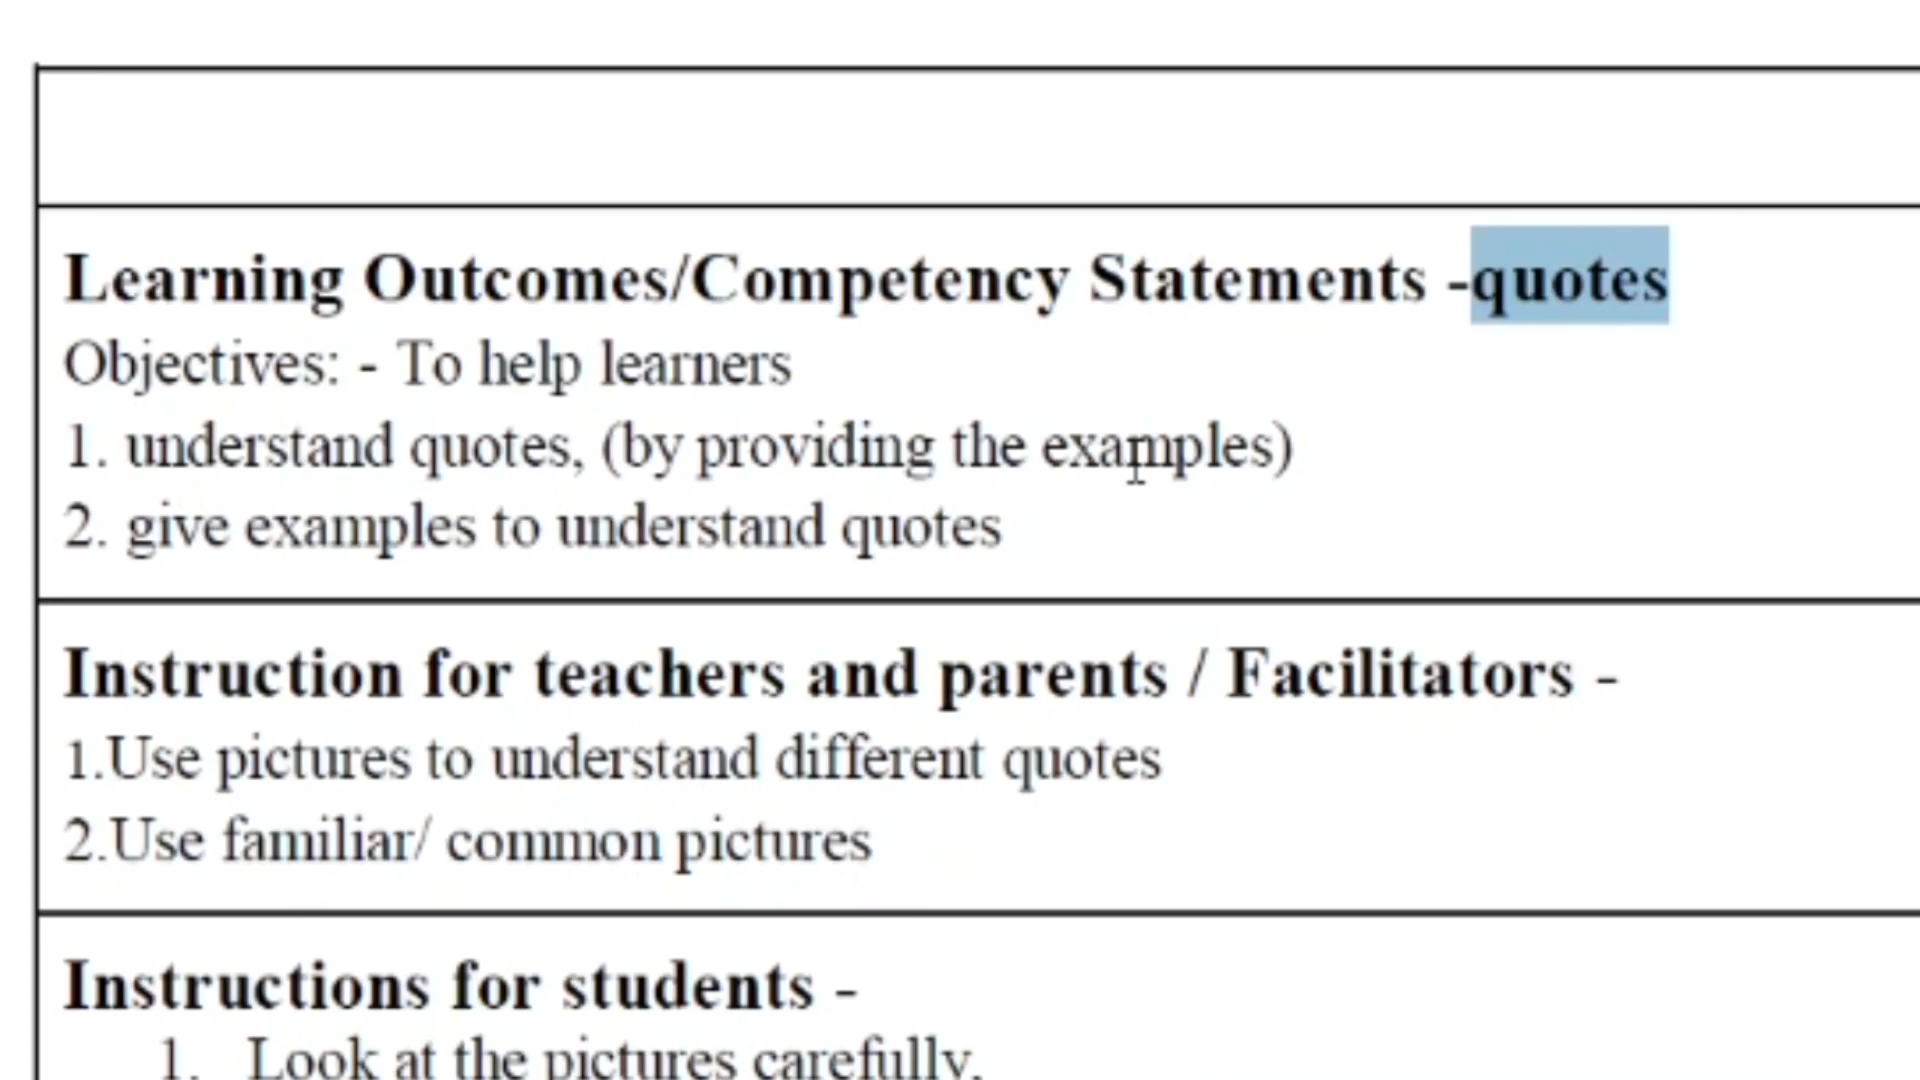 Learning Outcomes/Competency Statements -quotes
Objectives: - To help learners
1. understand quotes, (by providing the examples)
2. give examples to understand quotes
Instruction for teachers and parents / Facilitators -
1.Use pictures to understand different quotes
2.Use familiar/ common pictures
Instructions for students -
1. Look at the pictures carefully.